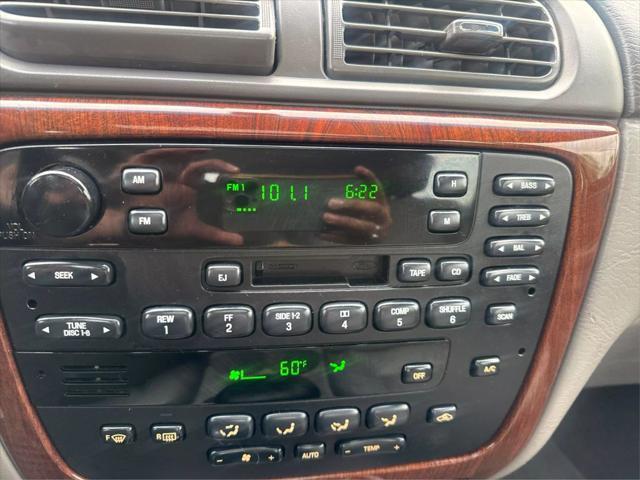 AM
FM1 101.1 6:22
H
BASS
FM
M
TREB
BAL
SEEK
EJ
TAPE
CD
FADE
TUNE
DISC 1-6
REW
1
FF
2
SIDE 1-2
3
4
COMP
5
SHUFFLE
6
SCAN
60°F
OFF
A/C
F
R
- +
AUTO
- TEMP +